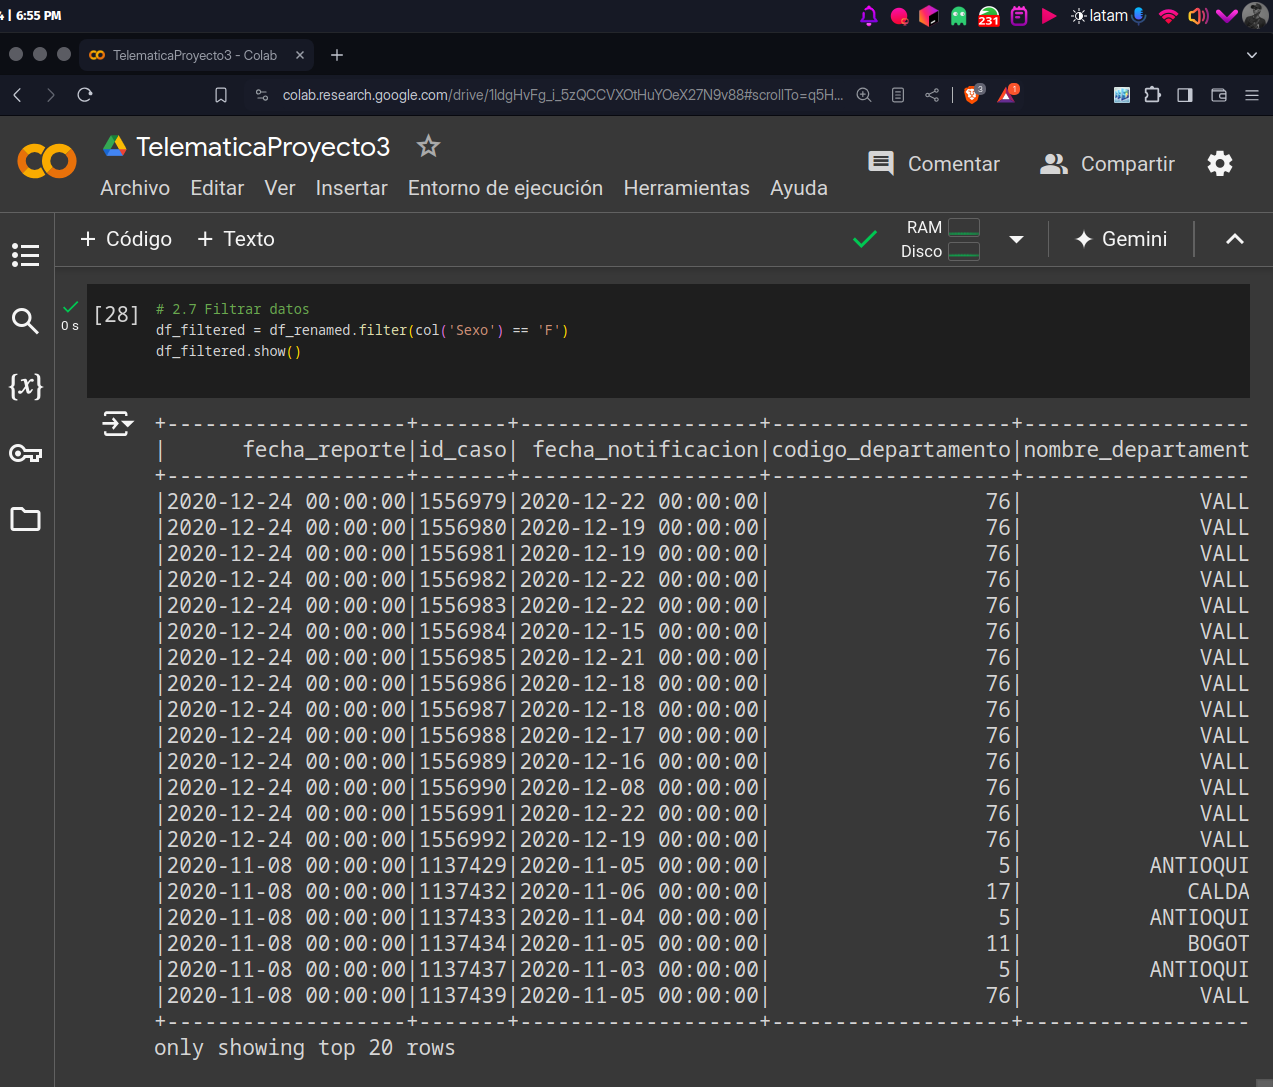 4 | 6:55 PM
231
latam
TelematicaProyecto3 - Colab
colab.research.google.com/drive/1IdgHvFg_i_5zQCCVXOtHuYOeX27N9v88#scrollTo=q5H...
3
1
TelematicaProyecto3
Comentar
Compartir
Archivo Editar Ver Insertar Entorno de ejecución Herramientas Ayuda
+ Código + Texto
RAM
Disco
Gemini
{x}
[28]
0 s
# 2.7 Filtrar datos
df_filtered = df_renamed.filter(col('Sexo') == 'F')
df_filtered.show()
+-------------------+-------+-------------------+-------------------+------------------
|      fecha_reporte|id_caso| fecha_notificacion|codigo_departamento|nombre_departament
+-------------------+-------+-------------------+-------------------+------------------
|2020-12-24 00:00:00|1556979|2020-12-22 00:00:00|                 76|              VALL
|2020-12-24 00:00:00|1556980|2020-12-19 00:00:00|                 76|              VALL
|2020-12-24 00:00:00|1556981|2020-12-19 00:00:00|                 76|              VALL
|2020-12-24 00:00:00|1556982|2020-12-22 00:00:00|                 76|              VALL
|2020-12-24 00:00:00|1556983|2020-12-22 00:00:00|                 76|              VALL
|2020-12-24 00:00:00|1556984|2020-12-15 00:00:00|                 76|              VALL
|2020-12-24 00:00:00|1556985|2020-12-21 00:00:00|                 76|              VALL
|2020-12-24 00:00:00|1556986|2020-12-18 00:00:00|                 76|              VALL
|2020-12-24 00:00:00|1556987|2020-12-18 00:00:00|                 76|              VALL
|2020-12-24 00:00:00|1556988|2020-12-17 00:00:00|                 76|              VALL
|2020-12-24 00:00:00|1556989|2020-12-16 00:00:00|                 76|              VALL
|2020-12-24 00:00:00|1556990|2020-12-08 00:00:00|                 76|              VALL
|2020-12-24 00:00:00|1556991|2020-12-22 00:00:00|                 76|              VALL
|2020-12-24 00:00:00|1556992|2020-12-19 00:00:00|                 76|              VALL
|2020-11-08 00:00:00|1137429|2020-11-05 00:00:00|                  5|          ANTIOQUI
|2020-11-08 00:00:00|1137432|2020-11-06 00:00:00|                 17|             CALDA
|2020-11-08 00:00:00|1137433|2020-11-04 00:00:00|                  5|          ANTIOQUI
|2020-11-08 00:00:00|1137434|2020-11-05 00:00:00|                 11|             BOGOT
|2020-11-08 00:00:00|1137437|2020-11-03 00:00:00|                  5|          ANTIOQUI
|2020-11-08 00:00:00|1137439|2020-11-05 00:00:00|                 76|              VALL
+-------------------+-------+-------------------+-------------------+------------------
only showing top 20 rows